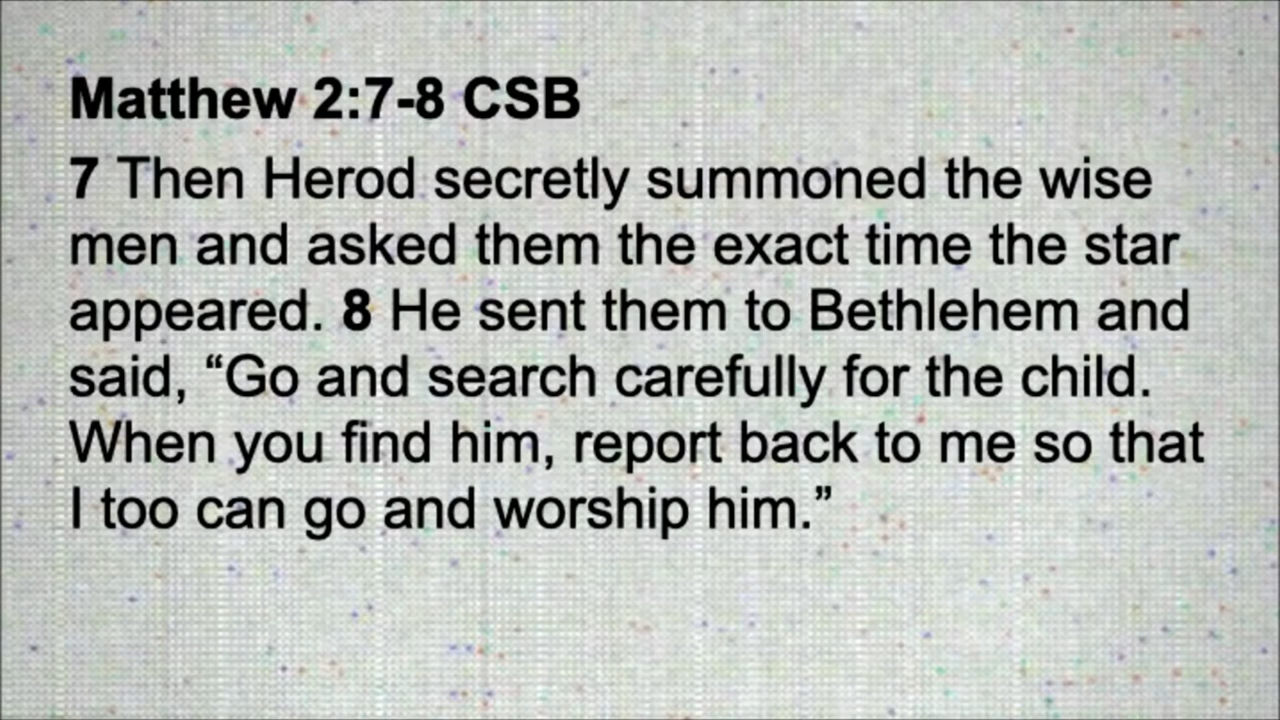 Matthew 2:7-8 CSB
7 Then Herod secretly summoned the wise
men and asked them the exact time the star
appeared. 8 He sent them to Bethlehem and
said, “Go and search carefully for the child.
When you find him, report back to me so that
I too can go and worship him.”